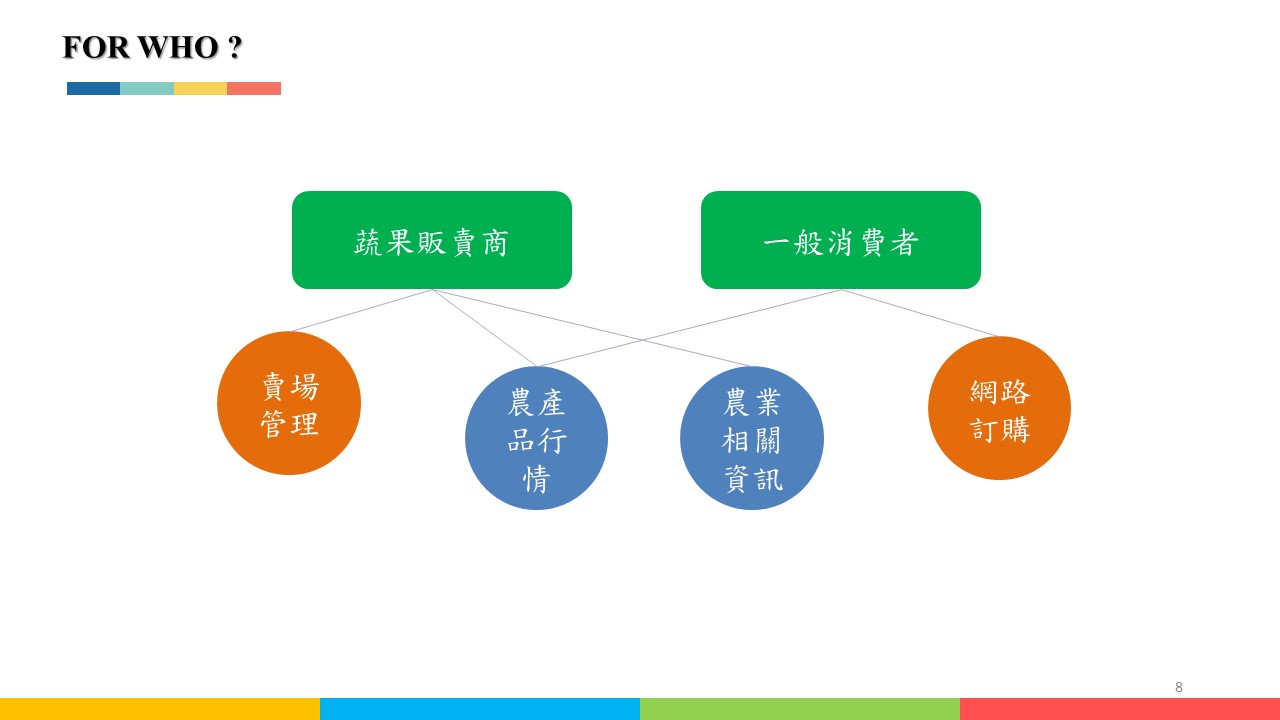 FOR WHO ?
蔬果販賣商
一般消費者
賣場
管理
農產
品行
情
農業
相關
資訊
網路
訂購
8